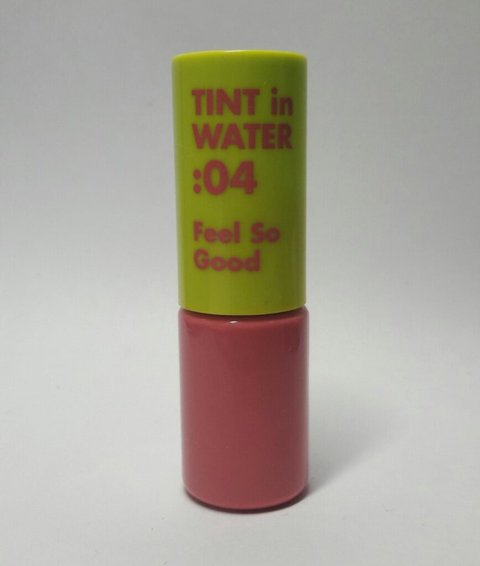 TINT in
WATER
:04
Feel So
Good